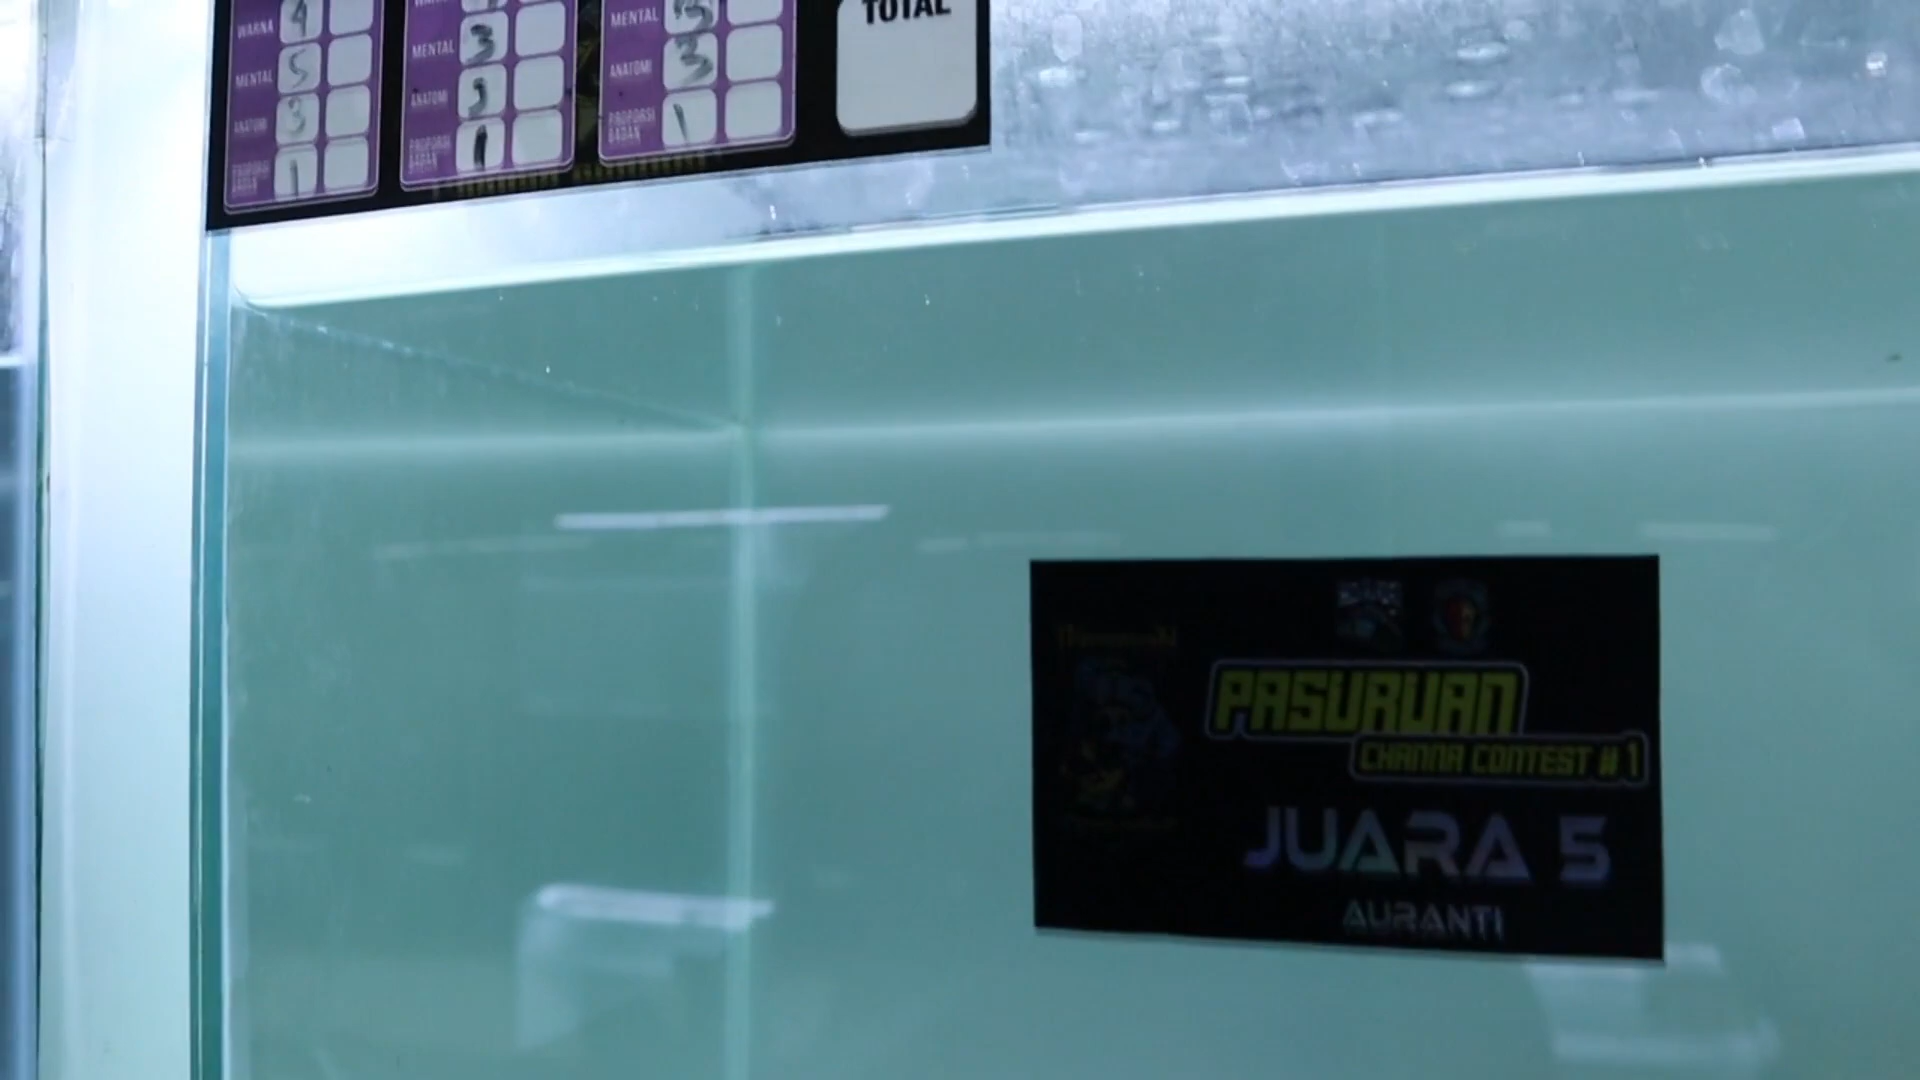 WARNA 4
MENTAL 5
ANATOMI 3
PROPORSI BADAN 1
MENTAL 3
ANATOMI 3
PROPORSI BADAN 1
MENTAL 3
ANATOMI 3
PROPORSI BADAN 1
TOTAL
PASURUAN
CHANNA CONTEST #1
JUARA 5
AURANTI